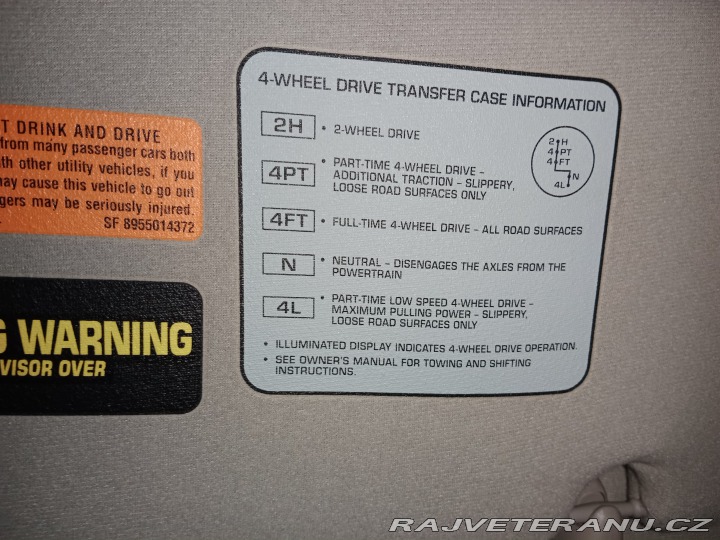 T DRINK AND DRIVE
from many passenger cars both
th other utility vehicles, if you
may cause this vehicle to go out
gers may be seriously injured.
SF 8955014372
G WARNING
VISOR OVER
4-WHEEL DRIVE TRANSFER CASE INFORMATION
2H • 2-WHEEL DRIVE
4PT • PART-TIME 4-WHEEL DRIVE –
ADDITIONAL TRACTION – SLIPPERY,
LOOSE ROAD SURFACES ONLY
4FT • FULL-TIME 4-WHEEL DRIVE – ALL ROAD SURFACES
N • NEUTRAL – DISENGAGES THE AXLES FROM THE
POWERTRAIN
4L • PART-TIME LOW SPEED 4-WHEEL DRIVE –
MAXIMUM PULLING POWER – SLIPPERY,
LOOSE ROAD SURFACES ONLY
• ILLUMINATED DISPLAY INDICATES 4-WHEEL DRIVE OPERATION.
• SEE OWNER'S MANUAL FOR TOWING AND SHIFTING
INSTRUCTIONS.
2 H
4 PT
4 FT
N
4L
RAJVETERANU.CZ